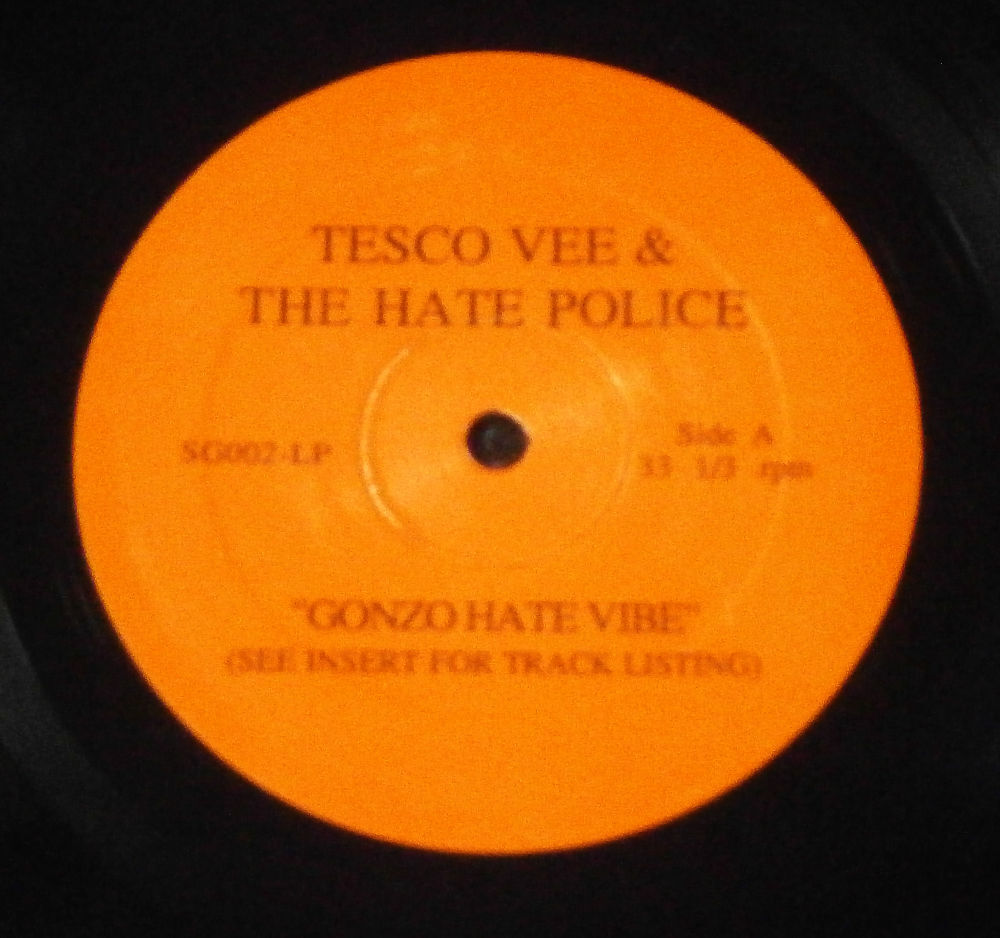 TESCO VEE &
THE HATE POLICE
SG002-LP
Side A
33 1/3 rpm
"GONZO HATE VIBE"
(SEE INSERT FOR TRACK LISTING)